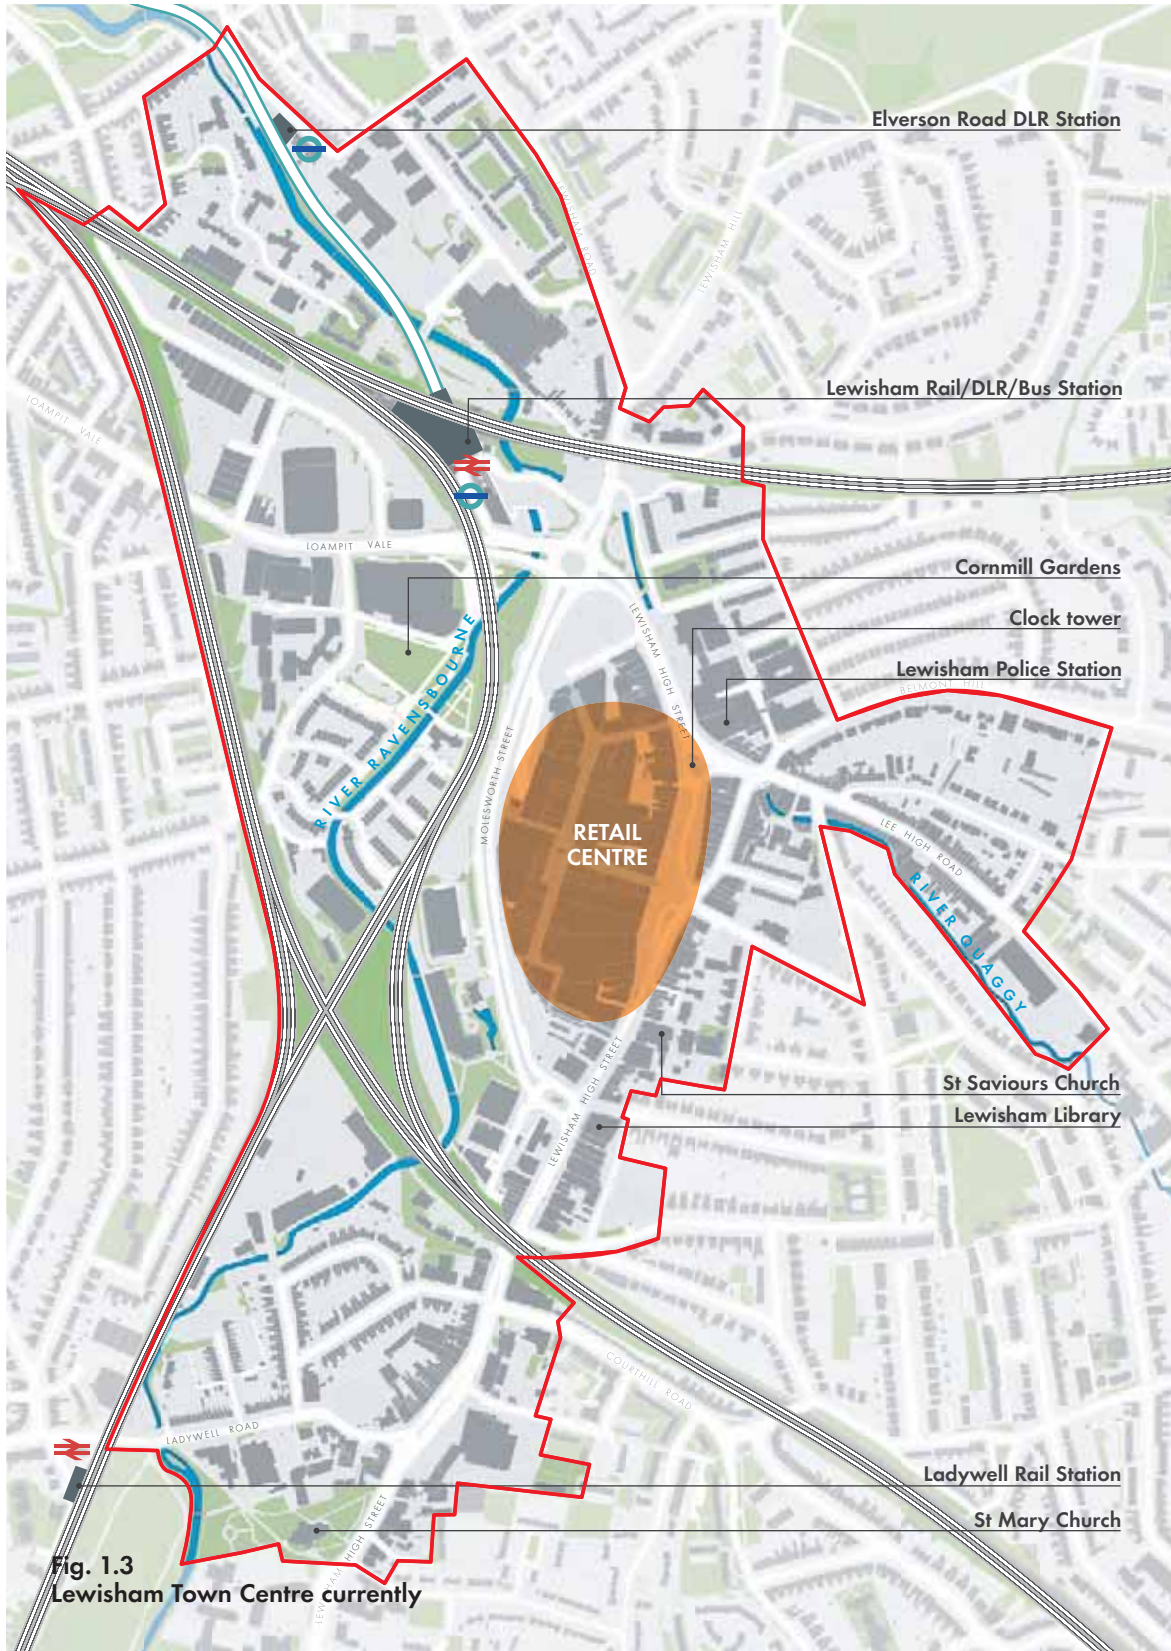 Elverson Road DLR Station
LEWISHAM ROAD
LEWISHAM HILL
Lewisham Rail/DLR/Bus Station
LOAMPIT VALE
LOAMPIT VALE
Cornmill Gardens
Clock tower
LEWISHAM HIGH STREET
Lewisham Police Station
BELMONT HILL
RIVER RAVENSBOURNE
MOLESWORTH STREET
RETAIL
CENTRE
LEE HIGH ROAD
RIVER QUAGGY
St Saviours Church
LEWISHAM HIGH STREET
Lewisham Library
COURTHILL ROAD
LADYWELL ROAD
Ladywell Rail Station
St Mary Church
LEWISHAM HIGH STREET
Fig. 1.3
Lewisham Town Centre currently